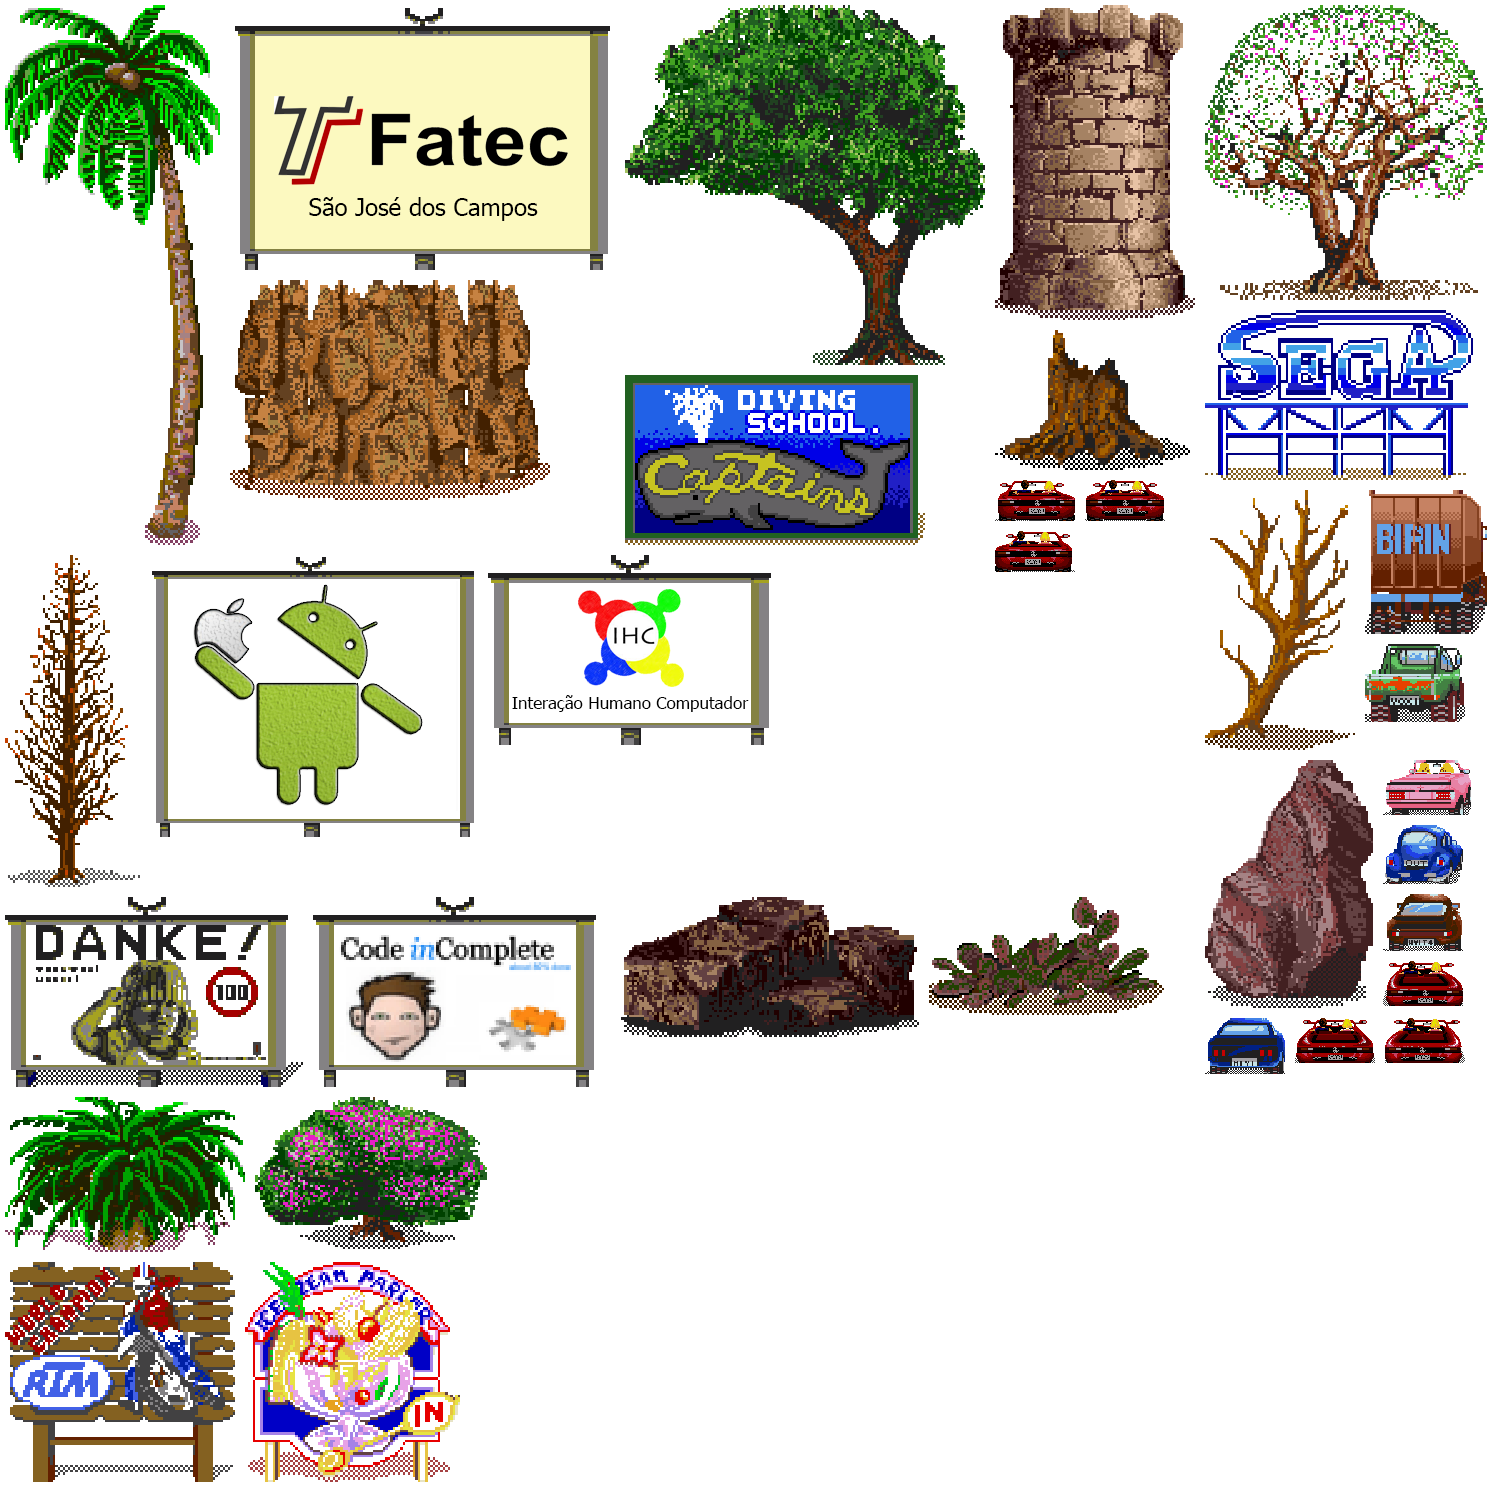 Fatec
São José dos Campos
DIVING
SCHOOL.
Captains
SEGA
BIRIN
IHC
Interação Humano Computador
DANKE!
100
Code inComplete
WORLD
CHAMPION
RTM
ICE CREAM PARLOR
IN